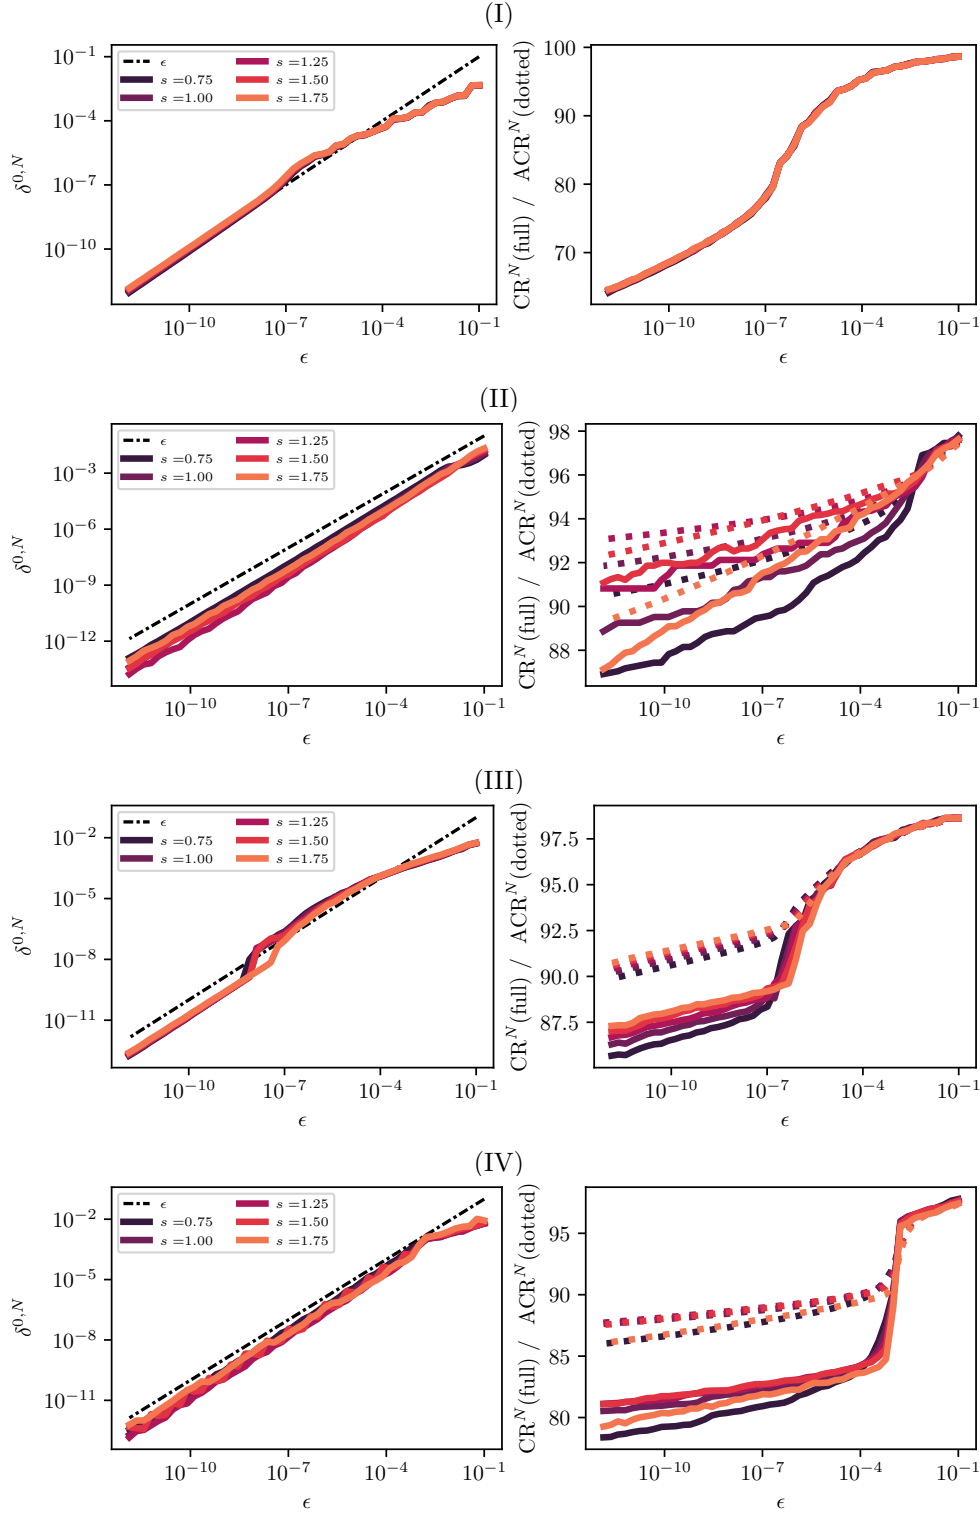 (I)
10⁻¹
10⁻⁴
10⁻⁷
10⁻¹⁰
δ^{0,N}
ϵ
s =0.75
s =1.00
s =1.25
s =1.50
s =1.75
10⁻¹⁰ 10⁻⁷ 10⁻⁴ 10⁻¹
ϵ
CR^N(full) / ACR^N(dotted)
100
90
80
70
10⁻¹⁰ 10⁻⁷ 10⁻⁴ 10⁻¹
ϵ
(II)
10⁻³
10⁻⁶
10⁻⁹
10⁻¹²
δ^{0,N}
ϵ
s =0.75
s =1.00
s =1.25
s =1.50
s =1.75
10⁻¹⁰ 10⁻⁷ 10⁻⁴ 10⁻¹
ϵ
CR^N(full) / ACR^N(dotted)
98
96
94
92
90
88
10⁻¹⁰ 10⁻⁷ 10⁻⁴ 10⁻¹
ϵ
(III)
10⁻²
10⁻⁵
10⁻⁸
10⁻¹¹
δ^{0,N}
ϵ
s =0.75
s =1.00
s =1.25
s =1.50
s =1.75
10⁻¹⁰ 10⁻⁷ 10⁻⁴ 10⁻¹
ϵ
CR^N(full) / ACR^N(dotted)
97.5
95.0
92.5
90.0
87.5
10⁻¹⁰ 10⁻⁷ 10⁻⁴ 10⁻¹
ϵ
(IV)
10⁻²
10⁻⁵
10⁻⁸
10⁻¹¹
δ^{0,N}
ϵ
s =0.75
s =1.00
s =1.25
s =1.50
s =1.75
10⁻¹⁰ 10⁻⁷ 10⁻⁴ 10⁻¹
ϵ
CR^N(full) / ACR^N(dotted)
95
90
85
80
10⁻¹⁰ 10⁻⁷ 10⁻⁴ 10⁻¹
ϵ